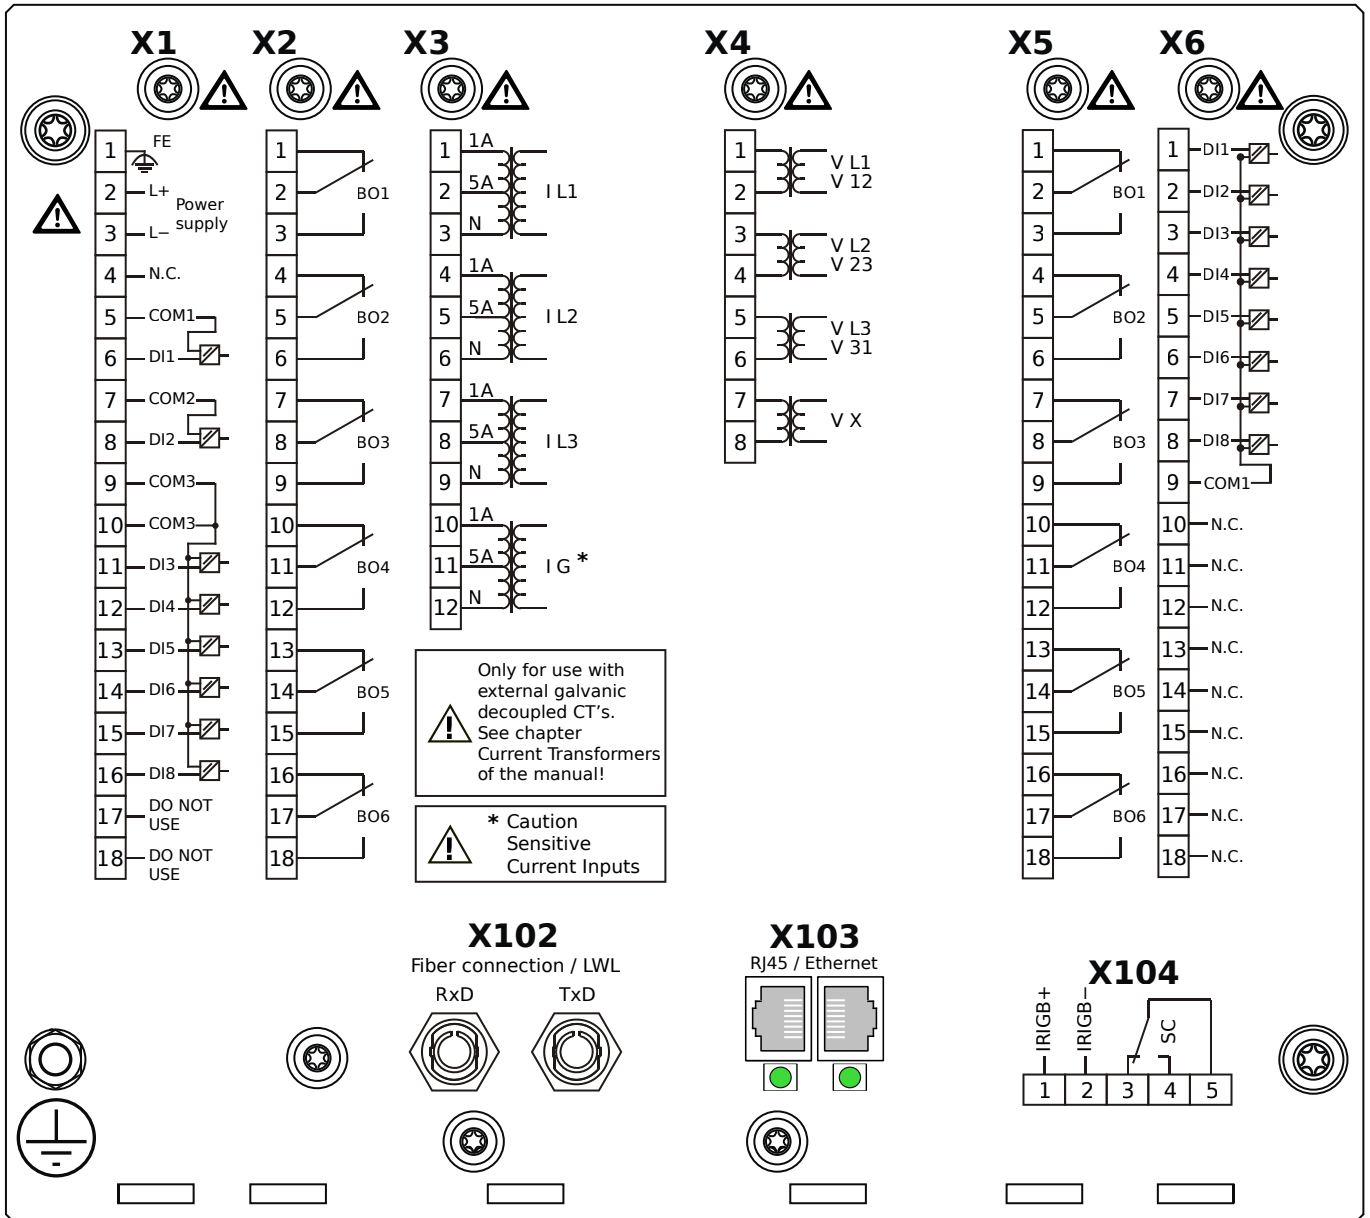 X1
X2
X3
X4
X5
X6
1 FE
2 L+
Power
supply
3 L−
4 N.C.
5 COM1
6 DI1
7 COM2
8 DI2
9 COM3
10 COM3
11 DI3
12 DI4
13 DI5
14 DI6
15 DI7
16 DI8
17 DO NOT
USE
18 DO NOT
USE
1
2 BO1
3
4
5 BO2
6
7
8 BO3
9
10
11 BO4
12
13
14 BO5
15
16
17 BO6
18
1 1A
2 5A I L1
3 N
4 1A
5 5A I L2
6 N
7 1A
8 5A I L3
9 N
10 1A
11 5A I G *
12 N
Only for use with
external galvanic
decoupled CT's.
See chapter
Current Transformers
of the manual!
* Caution
Sensitive
Current Inputs
1 V L1
2 V 12
3 V L2
4 V 23
5 V L3
6 V 31
7 V X
8
1
2 BO1
3
4
5 BO2
6
7
8 BO3
9
10
11 BO4
12
13
14 BO5
15
16
17 BO6
18
1 DI1
2 DI2
3 DI3
4 DI4
5 DI5
6 DI6
7 DI7
8 DI8
9 COM1
10 N.C.
11 N.C.
12 N.C.
13 N.C.
14 N.C.
15 N.C.
16 N.C.
17 N.C.
18 N.C.
X102
Fiber connection / LWL
RxD TxD
X103
RJ45 / Ethernet
X104
IRIGB+
IRIGB−
SC
1 2 3 4 5